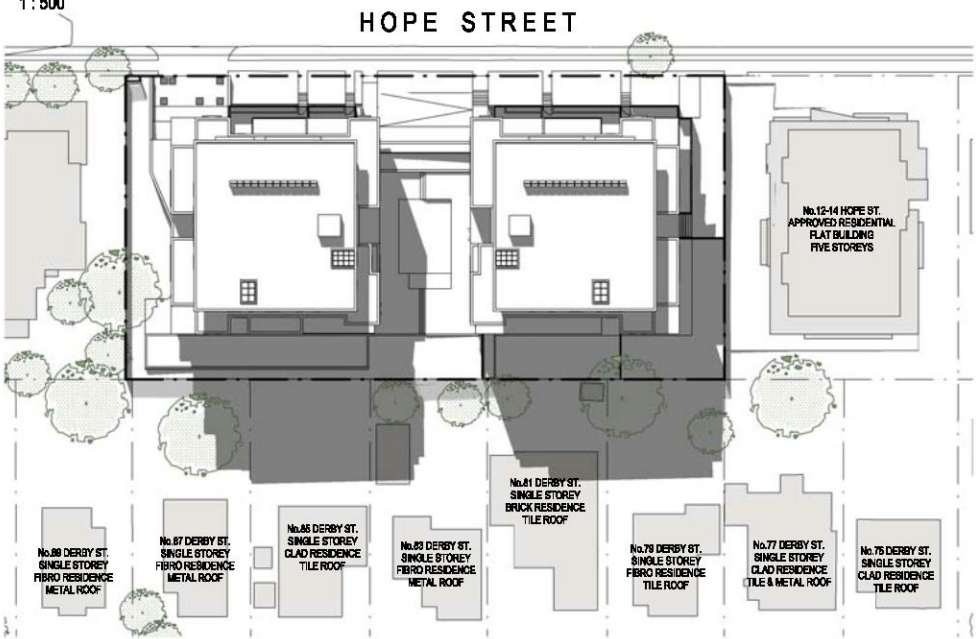 1 : 500
HOPE STREET
No.12-14 HOPE ST.
APPROVED RESIDENTIAL
FLAT BUILDING
FIVE STOREYS
No.89 DERBY ST.
SINGLE STOREY
FIBRO RESIDENCE
METAL ROOF
No.87 DERBY ST.
SINGLE STOREY
FIBRO RESIDENCE
METAL ROOF
No.85 DERBY ST.
SINGLE STOREY
CLAD RESIDENCE
TILE ROOF
No.83 DERBY ST.
SINGLE STOREY
FIBRO RESIDENCE
METAL ROOF
No.81 DERBY ST.
SINGLE STOREY
BRICK RESIDENCE
TILE ROOF
No.79 DERBY ST.
SINGLE STOREY
FIBRO RESIDENCE
TILE ROOF
No.77 DERBY ST.
SINGLE STOREY
CLAD RESIDENCE
TILE & METAL ROOF
No.75 DERBY ST.
SINGLE STOREY
CLAD RESIDENCE
TILE ROOF